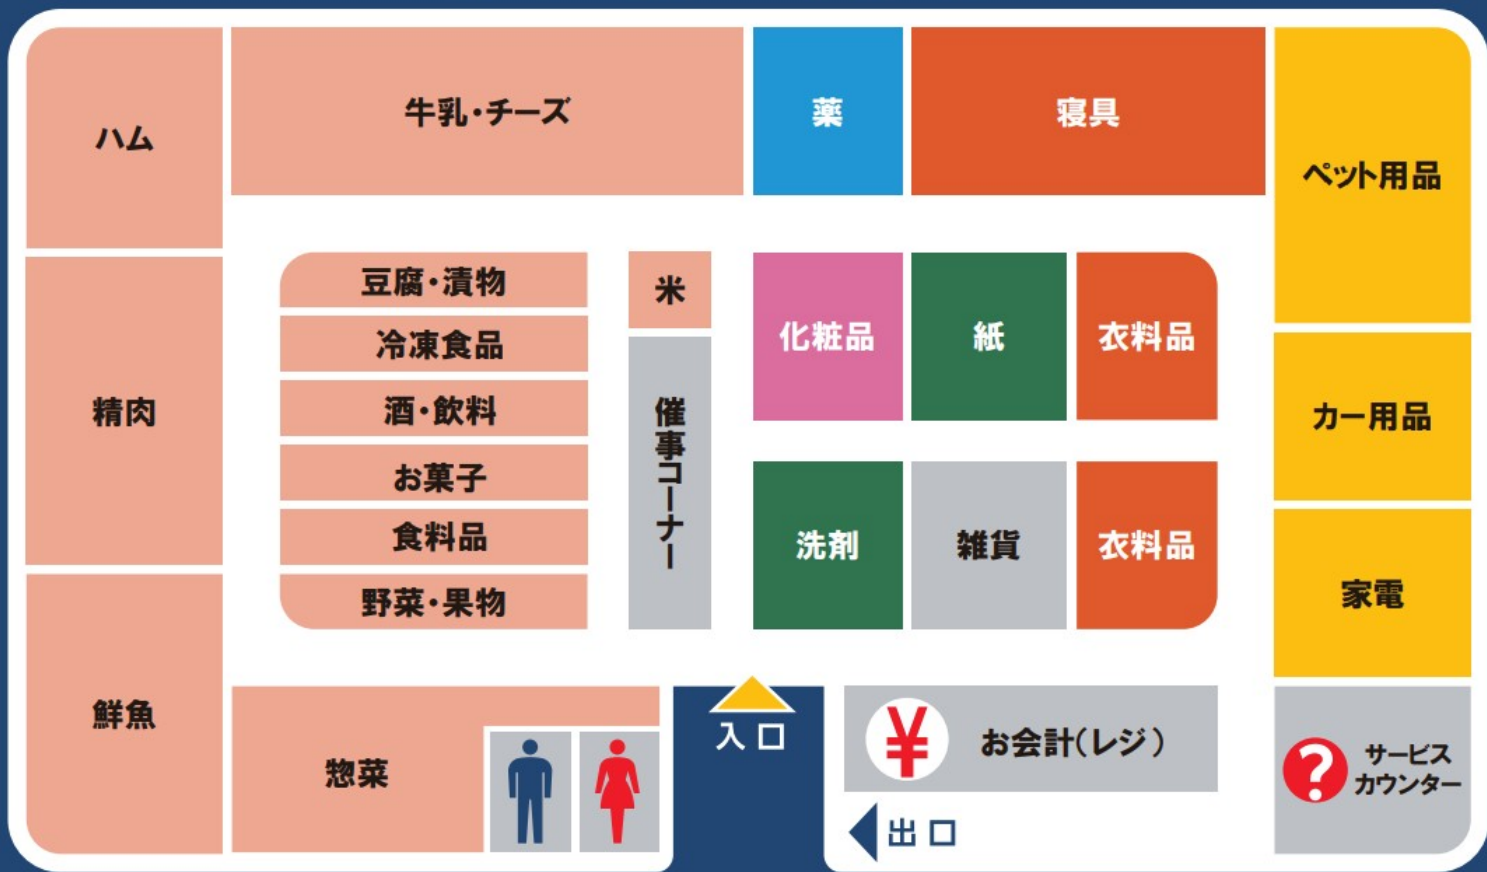 ハム
牛乳・チーズ
薬
寝具
ペット用品
精肉
豆腐・漬物
冷凍食品
酒・飲料
お菓子
食料品
野菜・果物
米
催事コーナー
化粧品
紙
衣料品
カー用品
洗剤
雑貨
衣料品
家電
鮮魚
惣菜
入口
¥
お会計(レジ)
出口
?
サービス
カウンター